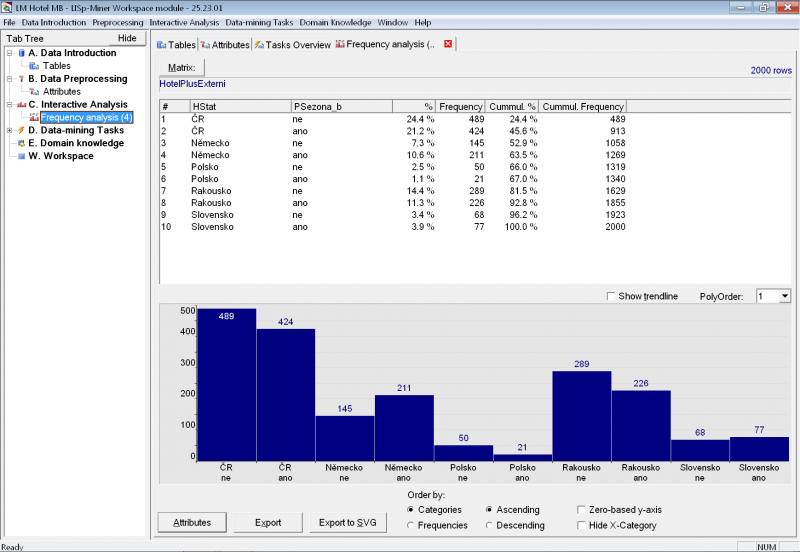 LM Hotel MB - LISp-Miner Workspace module - 25.23.01
File Data Introduction Preprocessing Interactive Analysis Data-mining Tasks Domain Knowledge Window Help
Tab Tree Hide
A. Data Introduction
Tables
B. Data Preprocessing
Attributes
C. Interactive Analysis
Frequency analysis (4)
D. Data-mining Tasks
E. Domain knowledge
W. Workspace
Tables Attributes Tasks Overview Frequency analysis (..
Matrix:
2000 rows
HotelPlusExterni
# HStat PSezona_b % Frequency Cummul. % Cummul. Frequency
1 ČR ne 24.4 % 489 24.4 % 489
2 ČR ano 21.2 % 424 45.6 % 913
3 Německo ne 7.3 % 145 52.9 % 1058
4 Německo ano 10.6 % 211 63.5 % 1269
5 Polsko ne 2.5 % 50 66.0 % 1319
6 Polsko ano 1.1 % 21 67.0 % 1340
7 Rakousko ne 14.4 % 289 81.5 % 1629
8 Rakousko ano 11.3 % 226 92.8 % 1855
9 Slovensko ne 3.4 % 68 96.2 % 1923
10 Slovensko ano 3.9 % 77 100.0 % 2000
Show trendline PolyOrder: 1
500
400
300
200
100
0
489 424 145 211 50 21 289 226 68 77
ČR ČR Německo Německo Polsko Polsko Rakousko Rakousko Slovensko Slovensko
ne ano ne ano ne ano ne ano ne ano
Order by:
Categories Ascending Zero-based y-axis
Frequencies Descending Hide X-Category
Attributes Export Export to SVG
Ready NUM